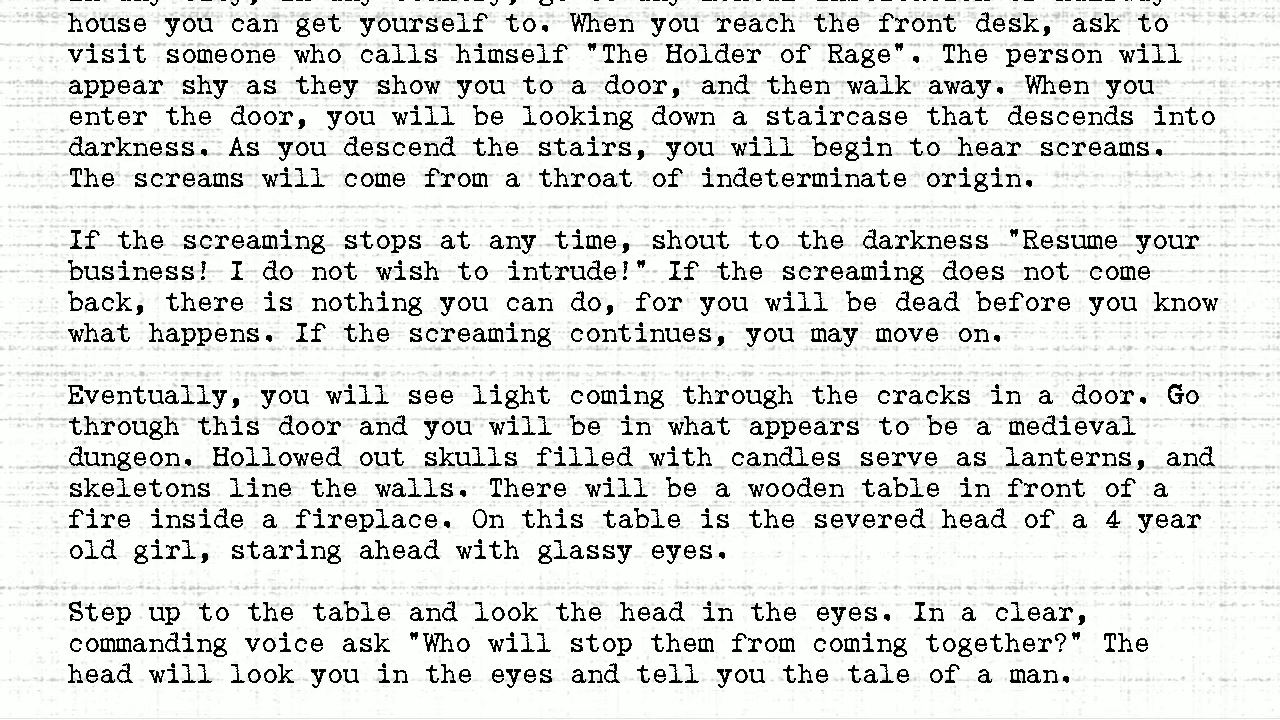 house you can get yourself to. When you reach the front desk, ask to
visit someone who calls himself "The Holder of Rage". The person will
appear shy as they show you to a door, and then walk away. When you
enter the door, you will be looking down a staircase that descends into
darkness. As you descend the stairs, you will begin to hear screams.
The screams will come from a throat of indeterminate origin.

If the screaming stops at any time, shout to the darkness "Resume your
business! I do not wish to intrude!" If the screaming does not come
back, there is nothing you can do, for you will be dead before you know
what happens. If the screaming continues, you may move on.

Eventually, you will see light coming through the cracks in a door. Go
through this door and you will be in what appears to be a medieval
dungeon. Hollowed out skulls filled with candles serve as lanterns, and
skeletons line the walls. There will be a wooden table in front of a
fire inside a fireplace. On this table is the severed head of a 4 year
old girl, staring ahead with glassy eyes.

Step up to the table and look the head in the eyes. In a clear,
commanding voice ask "Who will stop them from coming together?" The
head will look you in the eyes and tell you the tale of a man.